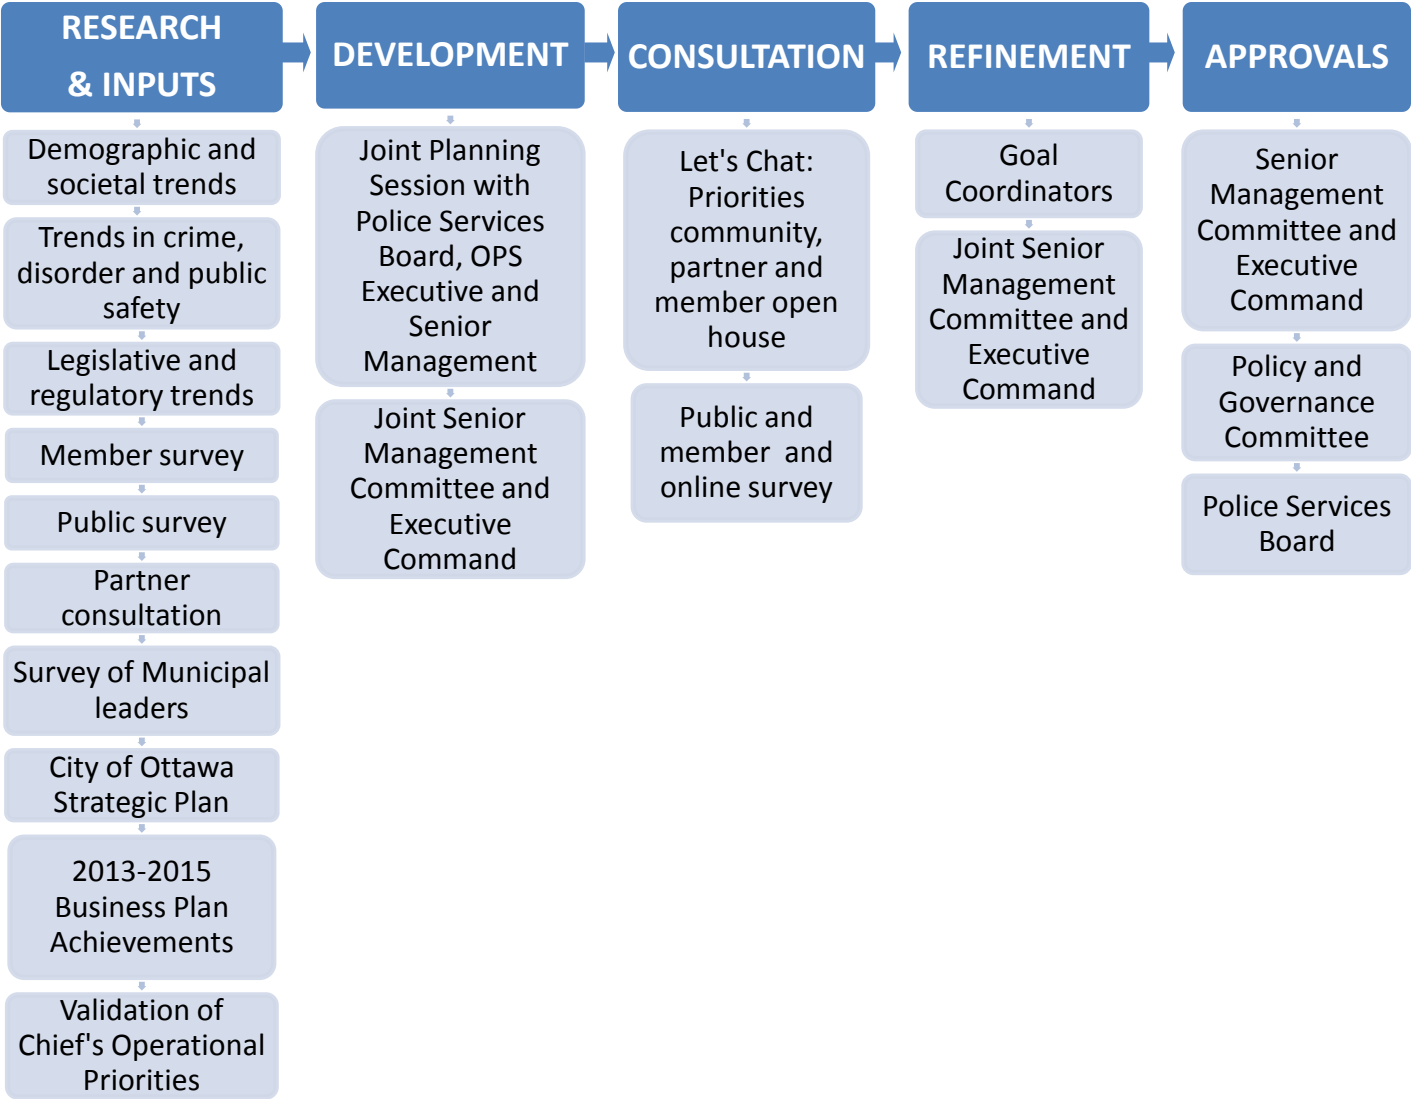 RESEARCH
& INPUTS
Demographic and
societal trends
Trends in crime,
disorder and public
safety
Legislative and
regulatory trends
Member survey
Public survey
Partner
consultation
Survey of Municipal
leaders
City of Ottawa
Strategic Plan
2013-2015
Business Plan
Achievements
Validation of
Chief's Operational
Priorities
DEVELOPMENT
Joint Planning
Session with
Police Services
Board, OPS
Executive and
Senior
Management
Joint Senior
Management
Committee and
Executive
Command
CONSULTATION
Let's Chat:
Priorities
community,
partner and
member open
house
Public and
member  and
online survey
REFINEMENT
Goal
Coordinators
Joint Senior
Management
Committee and
Executive
Command
APPROVALS
Senior
Management
Committee and
Executive
Command
Policy and
Governance
Committee
Police Services
Board